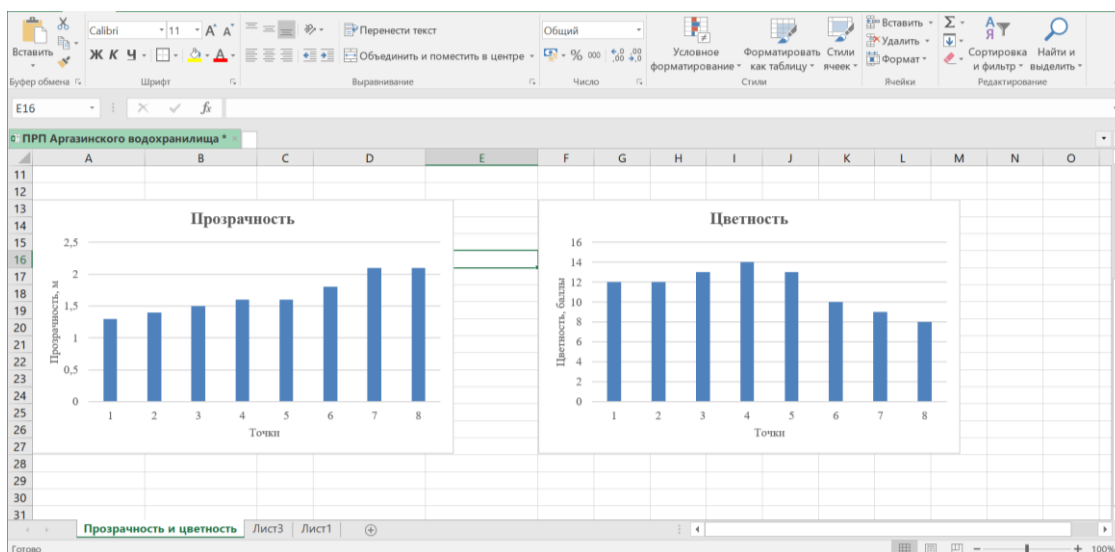 Calibri
11
Перенести текст
Общий
Вставить
Вставить
Удалить
Формат
Ж К Ч
Объединить и поместить в центре
% 000
Условное форматирование
Форматировать как таблицу
Стили ячеек
Сортировка и фильтр
Найти и выделить
Буфер обмена
Шрифт
Выравнивание
Число
Стили
Ячейки
Редактирование
E16
fx
ПРП Аргазинского водохранилища *
A B C D E F G H I J K L M N O
11
12
13
14
15
16
17
18
19
20
21
22
23
24
25
26
27
28
29
30
31
Прозрачность
Прозрачность, м
2,5
2
1,5
1
0,5
0
1 2 3 4 5 6 7 8
Точки
Цветность
Цветность, баллы
16
14
12
10
8
6
4
2
0
1 2 3 4 5 6 7 8
Точки
Прозрачность и цветность Лист3 Лист1
Готово
100%